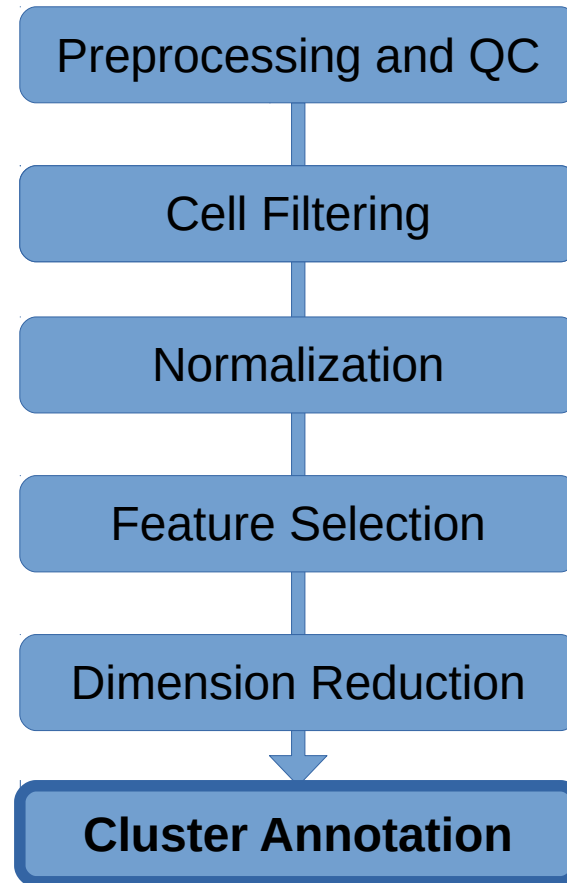 Preprocessing and QC
Cell Filtering
Normalization
Feature Selection
Dimension Reduction
Cluster Annotation